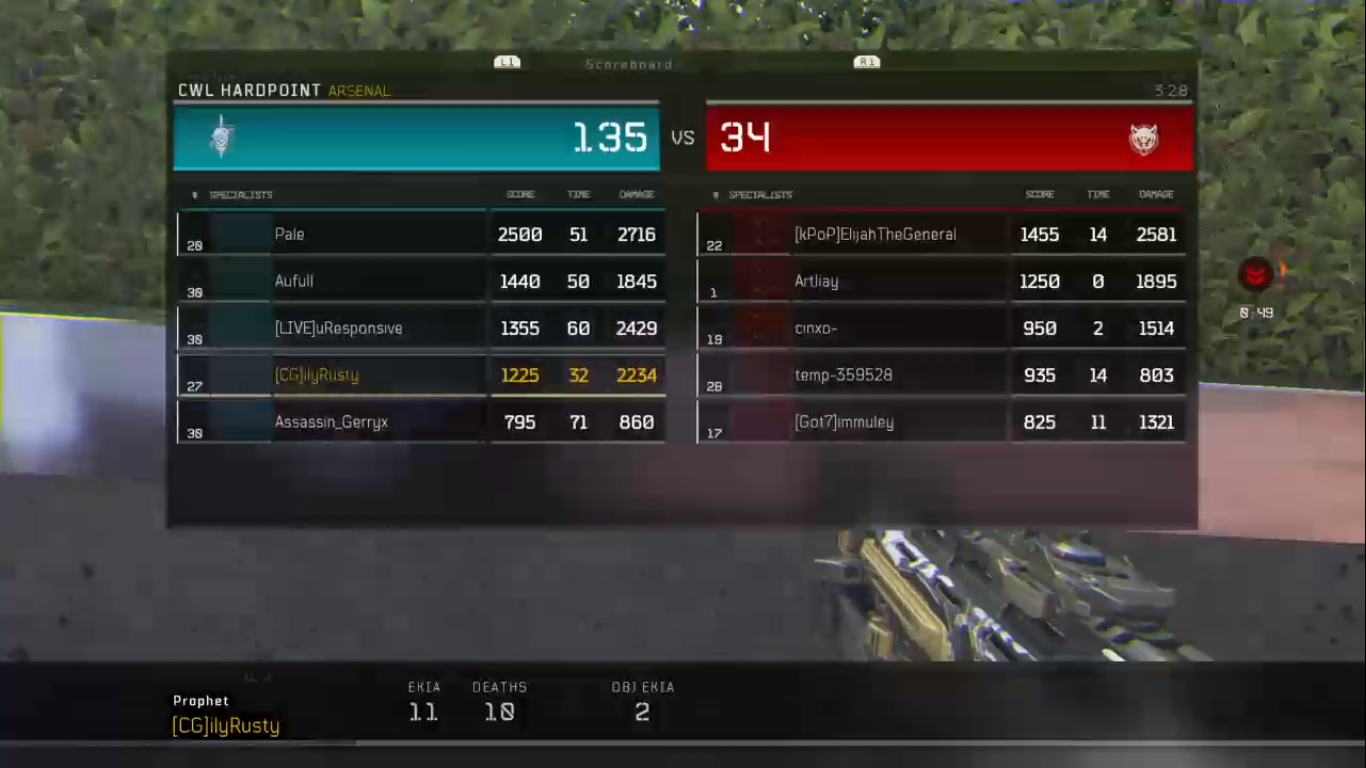 L1 Scoreboard R1
CWL HARDPOINT ARSENAL 3:28
135 VS 34
# SPECIALISTS SCORE TIME DAMAGE # SPECIALISTS SCORE TIME DAMAGE
20 Pale 2500 51 2716 22 [kPoP]ElijahTheGeneral 1455 14 2581
30 Aufull 1440 50 1845 1 Artliay 1250 0 1895
30 [LIVE]uResponsive 1355 60 2429 19 cinxo- 950 2 1514
27 [CG]ilyRusty 1225 32 2234 28 temp-359528 935 14 803
30 Assassin_Gerryx 795 71 860 17 [Got7]immuley 825 11 1321
0:49
Prophet EKIA DEATHS OBJ EKIA
[CG]ilyRusty 11 10 2